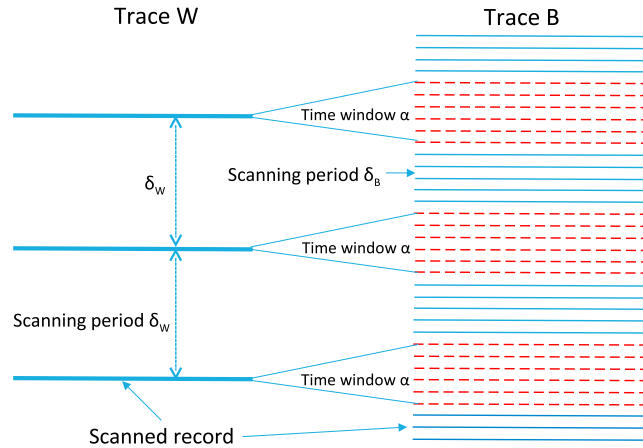 Trace W
Trace B
Time window α
Scanning period δB
δW
Time window α
Scanning period δW
Time window α
Scanned record